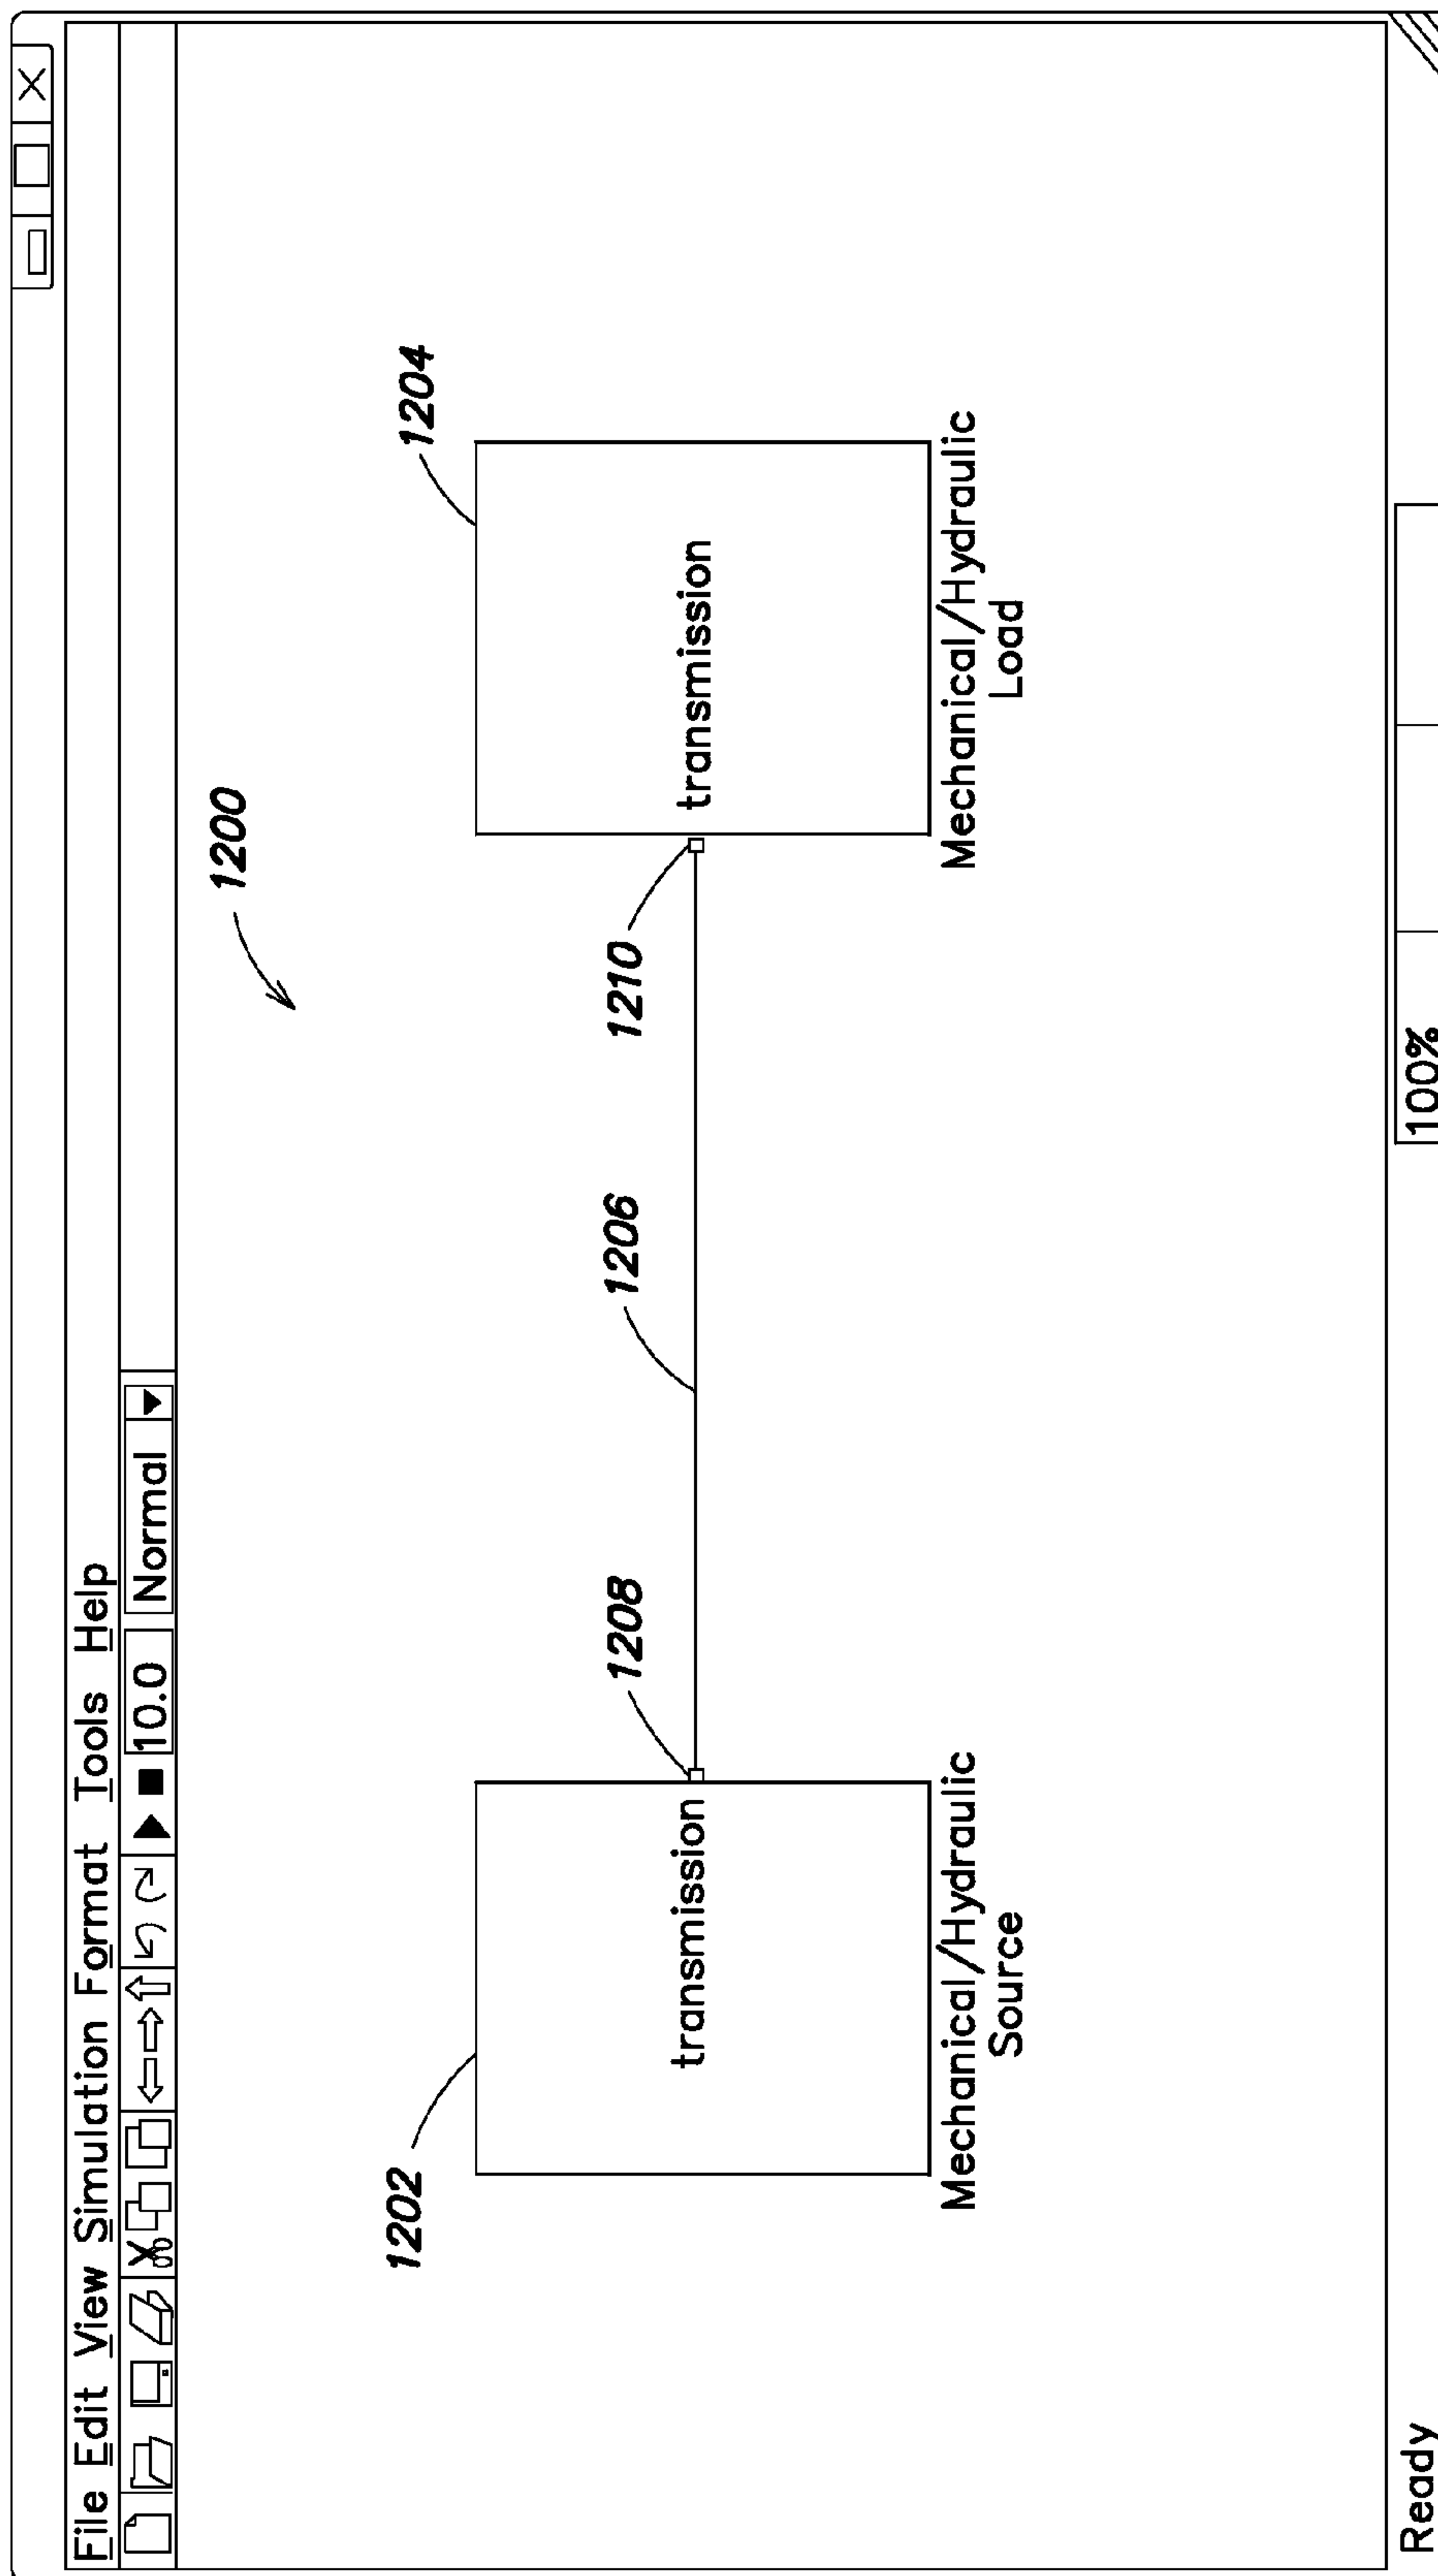 File Edit View Simulation Format Tools Help
10.0 Normal
1200
1202
1204
1208
1206
1210
transmission
transmission
Mechanical/Hydraulic
Source
Mechanical/Hydraulic
Load
Ready
100%